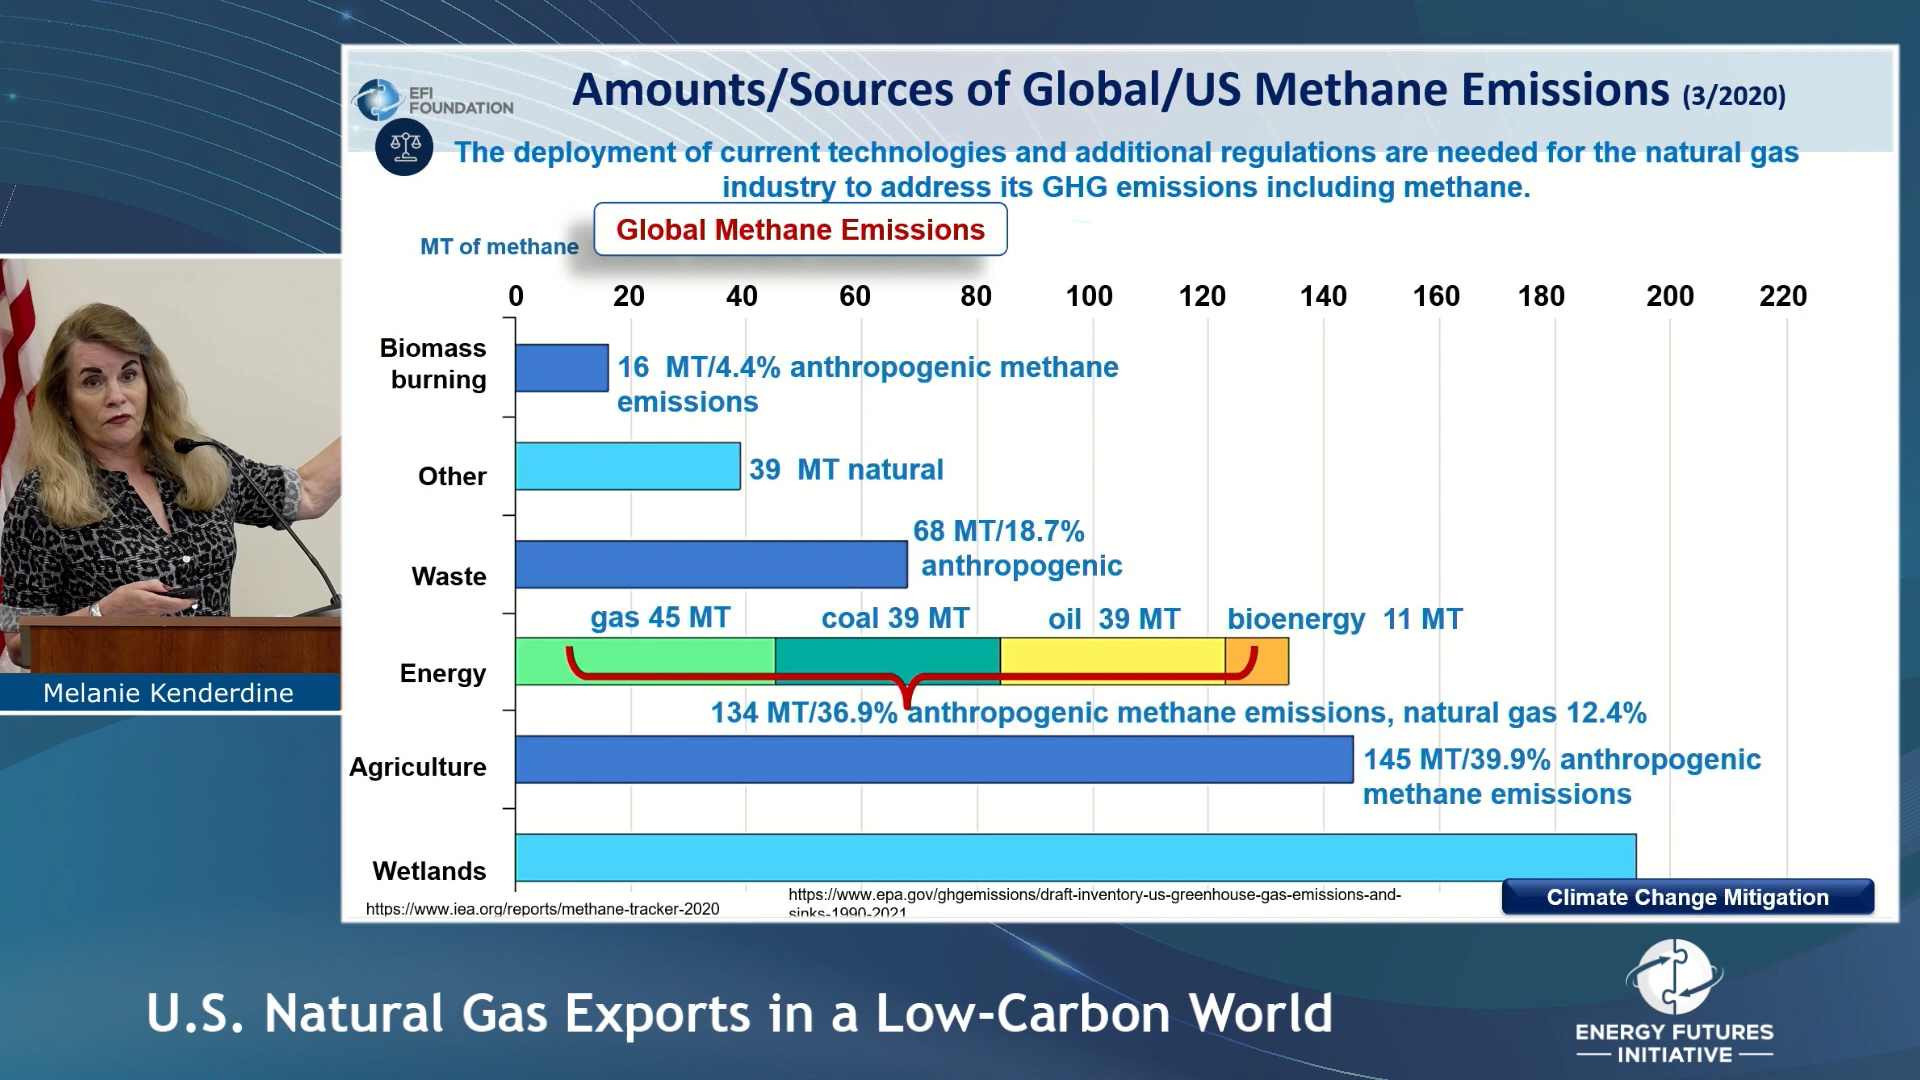 EFI
FOUNDATION
Amounts/Sources of Global/US Methane Emissions (3/2020)
The deployment of current technologies and additional regulations are needed for the natural gas
industry to address its GHG emissions including methane.
MT of methane
Global Methane Emissions
0 20 40 60 80 100 120 140 160 180 200 220
Biomass
burning
16 MT/4.4% anthropogenic methane
emissions
Other
39 MT natural
Waste
68 MT/18.7%
anthropogenic
gas 45 MT coal 39 MT oil 39 MT bioenergy 11 MT
Energy
134 MT/36.9% anthropogenic methane emissions, natural gas 12.4%
Agriculture
145 MT/39.9% anthropogenic
methane emissions
Wetlands
https://www.iea.org/reports/methane-tracker-2020
https://www.epa.gov/ghgemissions/draft-inventory-us-greenhouse-gas-emissions-and-
sinks-1990-2021
Climate Change Mitigation
Melanie Kenderdine
U.S. Natural Gas Exports in a Low-Carbon World
ENERGY FUTURES
INITIATIVE